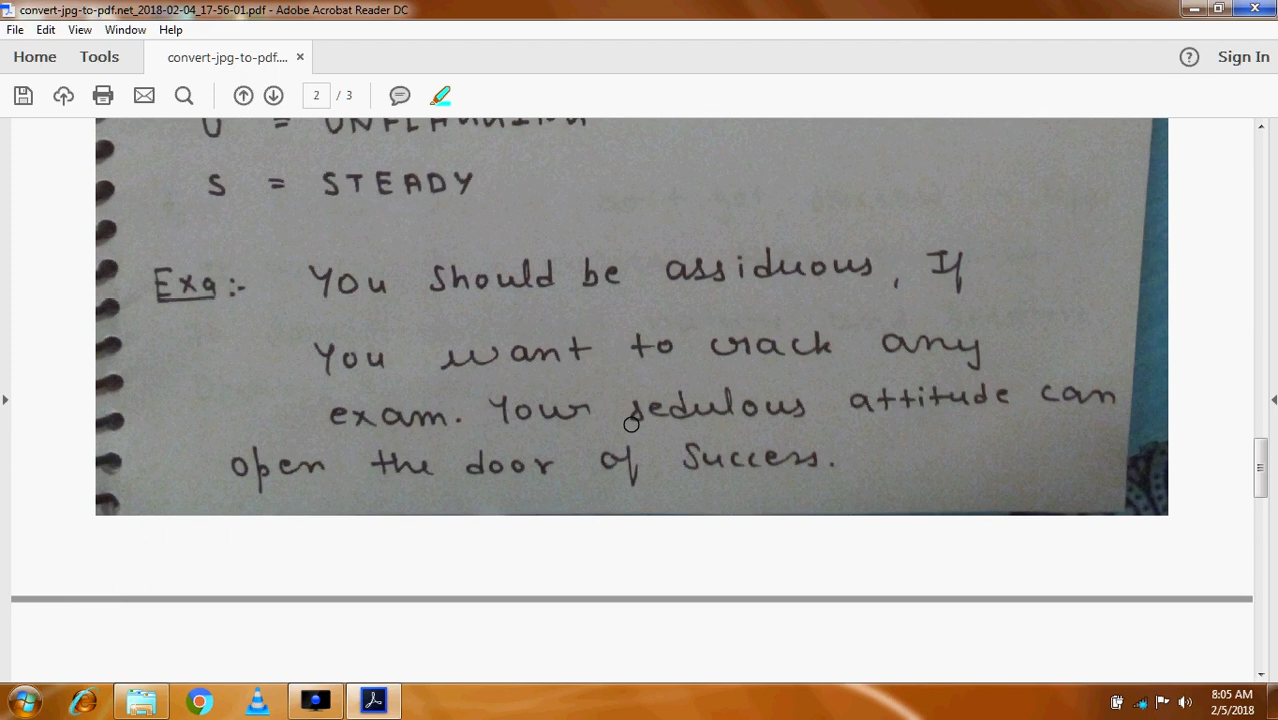 convert-jpg-to-pdf.net_2018-02-04_17-56-01.pdf - Adobe Acrobat Reader DC
File Edit View Window Help
Home Tools convert-jpg-to-pdf.... × ? Sign In
2 / 3
U = UNFLAGGING
S = STEADY
Exa:- You should be assiduous, If
You want to crack any
exam. Your sedulous attitude can
open the door of Success.
8:05 AM
2/5/2018